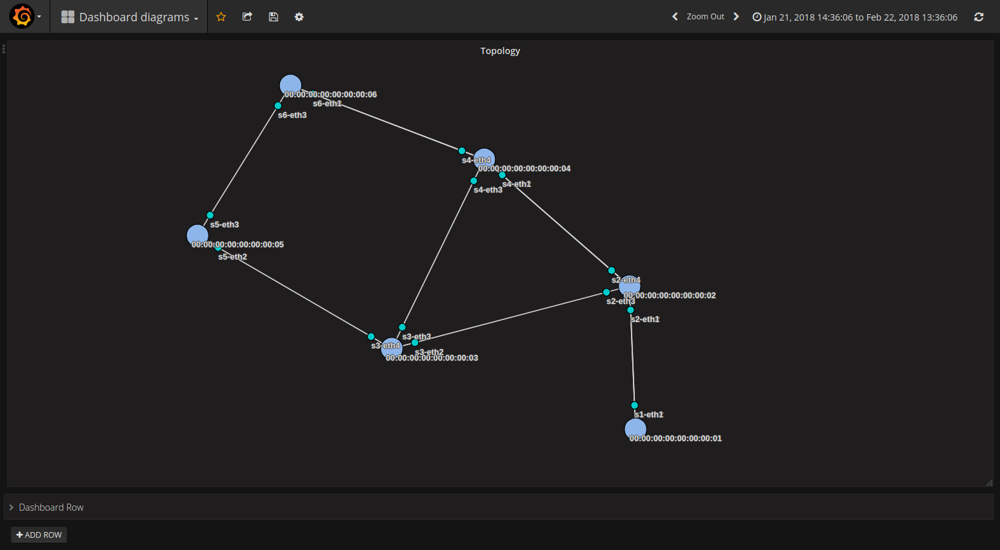 Dashboard diagrams
Zoom Out
Jan 21, 2018 14:36:06 to Feb 22, 2018 13:36:06
Topology
00:00:00:00:00:00:00:06
s6-eth1
s6-eth3
s4-eth4
00:00:00:00:00:00:00:04
s4-eth1
s4-eth3
s5-eth3
00:00:00:00:00:00:00:05
s5-eth2
s2-eth4
00:00:00:00:00:00:00:02
s2-eth3
s2-eth1
s3-eth3
s3-eth4
s3-eth2
00:00:00:00:00:00:00:03
s1-eth1
00:00:00:00:00:00:00:01
Dashboard Row
ADD ROW